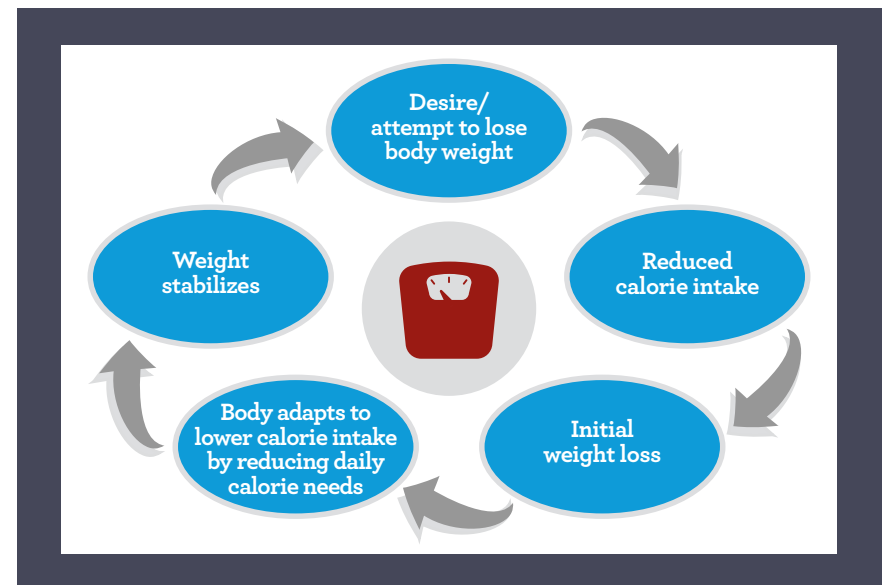 Desire/
attempt to lose
body weight
Reduced
calorie intake
Initial
weight loss
Body adapts to
lower calorie intake
by reducing daily
calorie needs
Weight
stabilizes